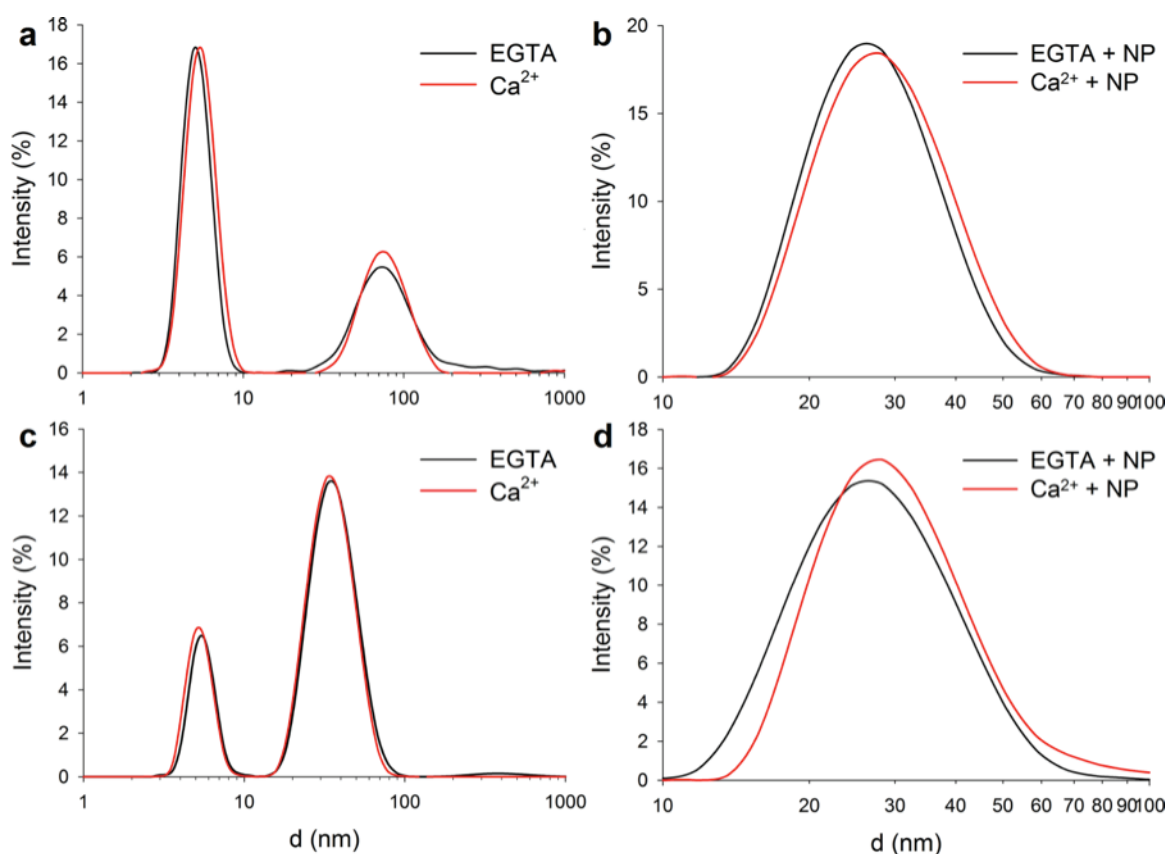 a
EGTA
Ca²⁺
Intensity (%)
18
16
14
12
10
8
6
4
2
0
1 10 100 1000
b
EGTA + NP
Ca²⁺ + NP
Intensity (%)
20
15
10
5
0
10 20 30 40 50 60 70 80 90 100
c
EGTA
Ca²⁺
Intensity (%)
16
14
12
10
8
6
4
2
0
1 10 100 1000
d (nm)
d
EGTA + NP
Ca²⁺ + NP
Intensity (%)
18
16
14
12
10
8
6
4
2
0
10 20 30 40 50 60 70 80 90 100
d (nm)